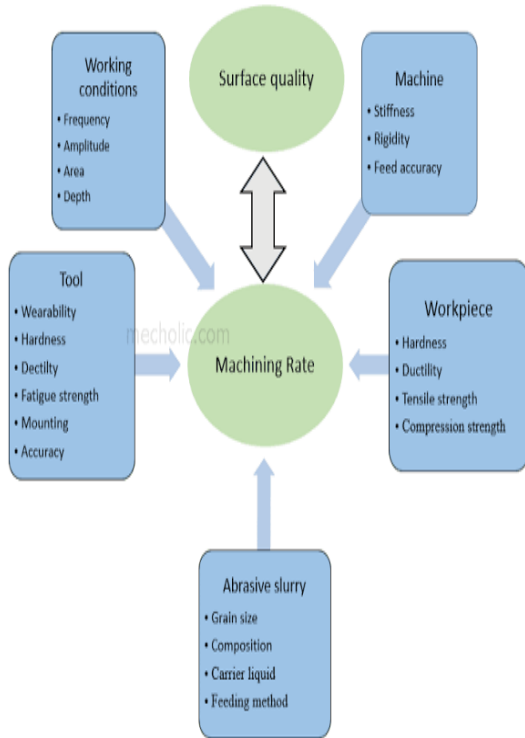 Working
conditions
• Frequency
• Amplitude
• Area
• Depth
Surface quality
Machine
• Stiffness
• Rigidity
• Feed accuracy
Tool
• Wearability
• Hardness
• Dectilty
• Fatigue strength
• Mounting
• Accuracy
mecholic.com
Machining Rate
Workpiece
• Hardness
• Ductility
• Tensile strength
• Compression strength
Abrasive slurry
• Grain size
• Composition
• Carrier liquid
• Feeding method